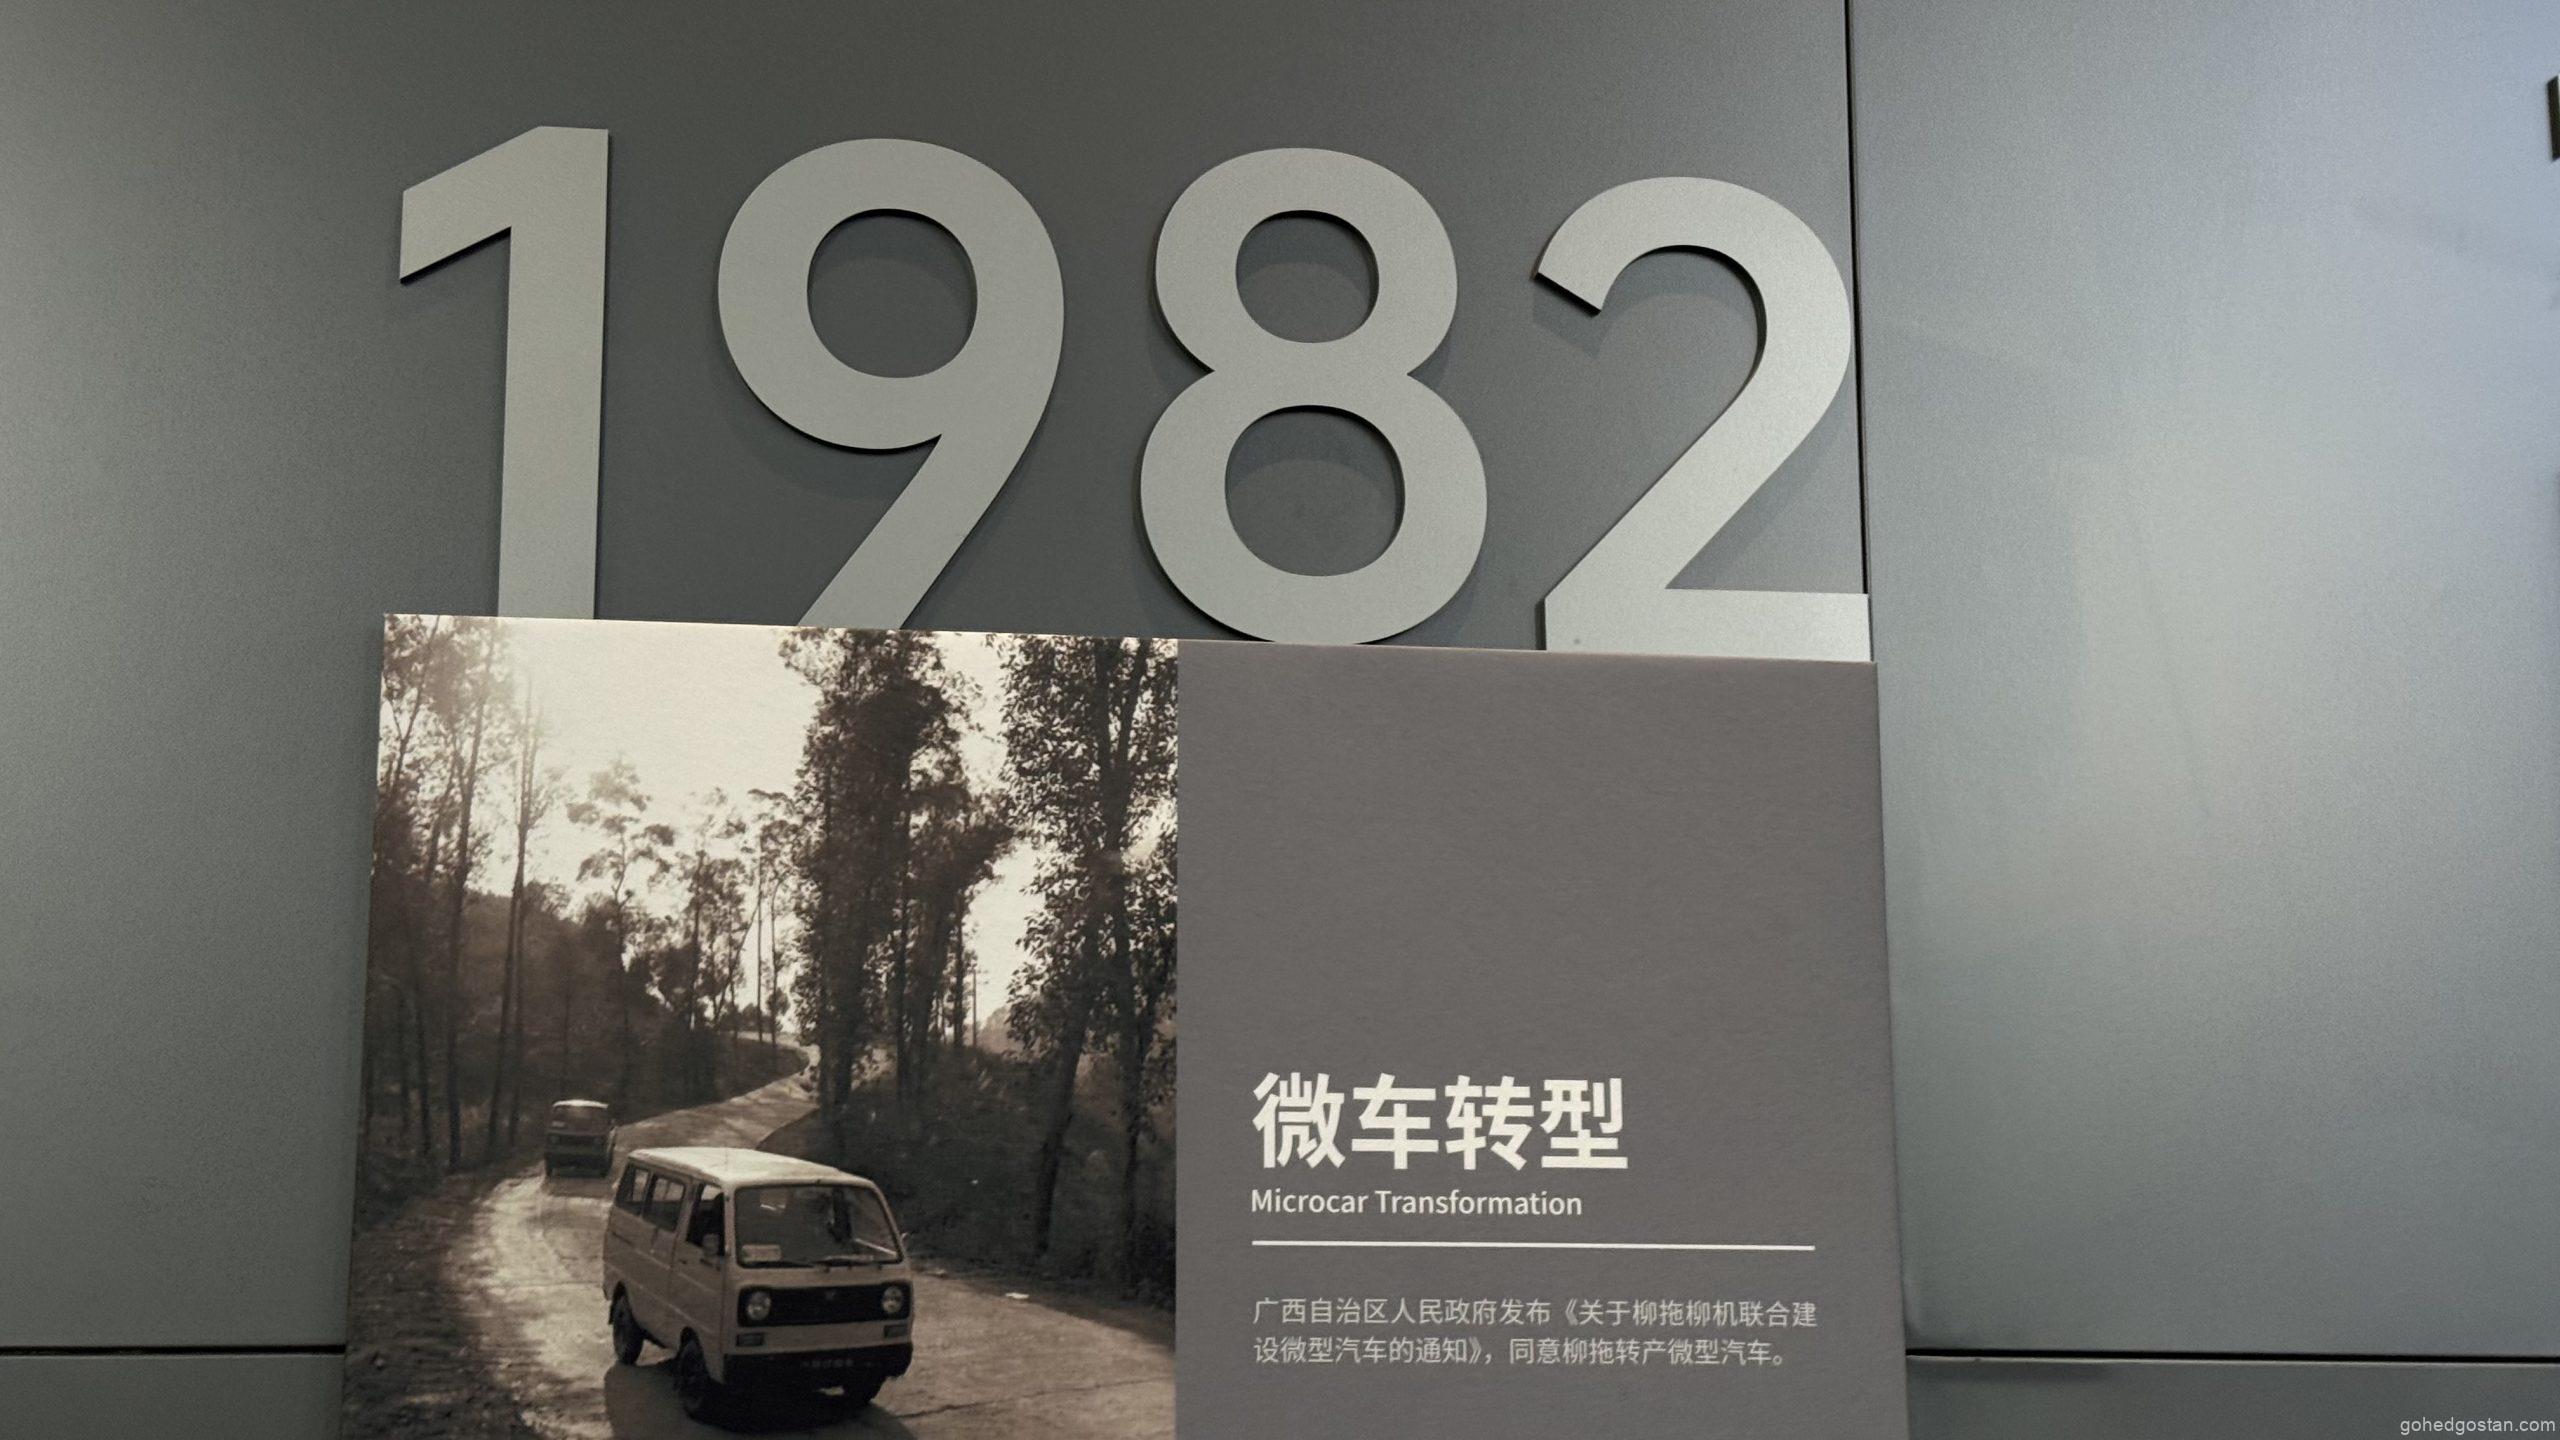 1982
微车转型
Microcar Transformation
广西自治区人民政府发布《关于柳拖柳机联合建
设微型汽车的通知》，同意柳拖转产微型汽车。
gohedgostan.com